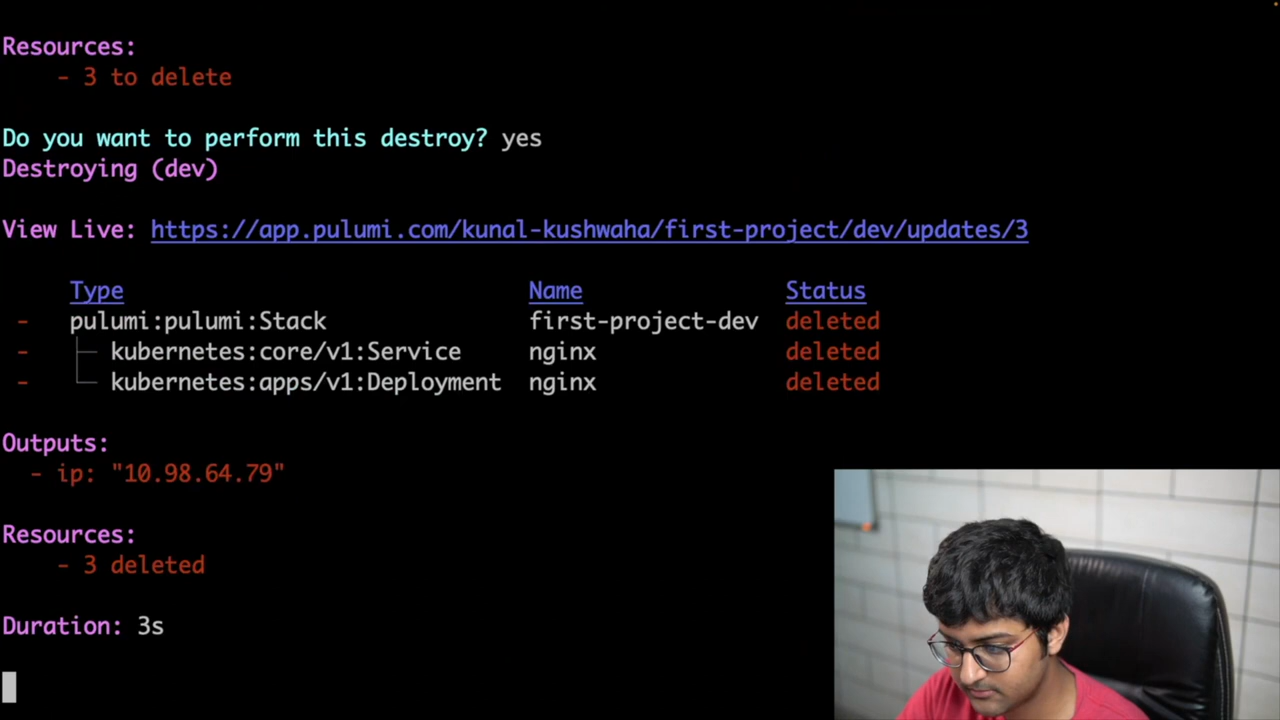 Resources:
- 3 to delete
Do you want to perform this destroy? yes
Destroying (dev)
View Live: https://app.pulumi.com/kunal-kushwaha/first-project/dev/updates/3
Type Name Status
- pulumi:pulumi:Stack first-project-dev deleted
- ├─ kubernetes:core/v1:Service nginx deleted
- └─ kubernetes:apps/v1:Deployment nginx deleted
Outputs:
- ip: "10.98.64.79"
Resources:
- 3 deleted
Duration: 3s